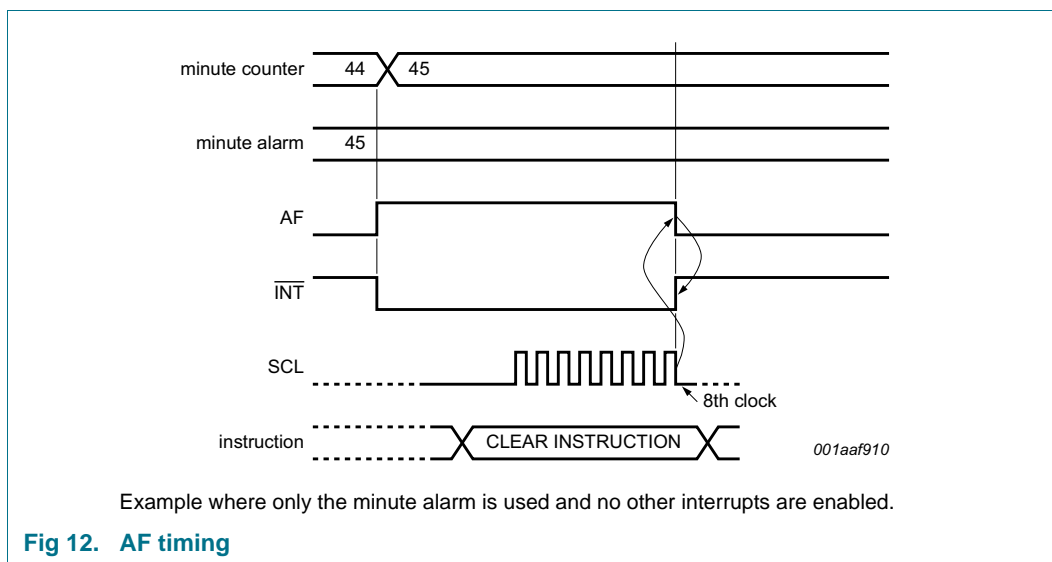 minute counter 44 45
minute alarm 45
AF
INT
SCL
8th clock
instruction CLEAR INSTRUCTION
001aaf910
Example where only the minute alarm is used and no other interrupts are enabled.
Fig 12. AF timing